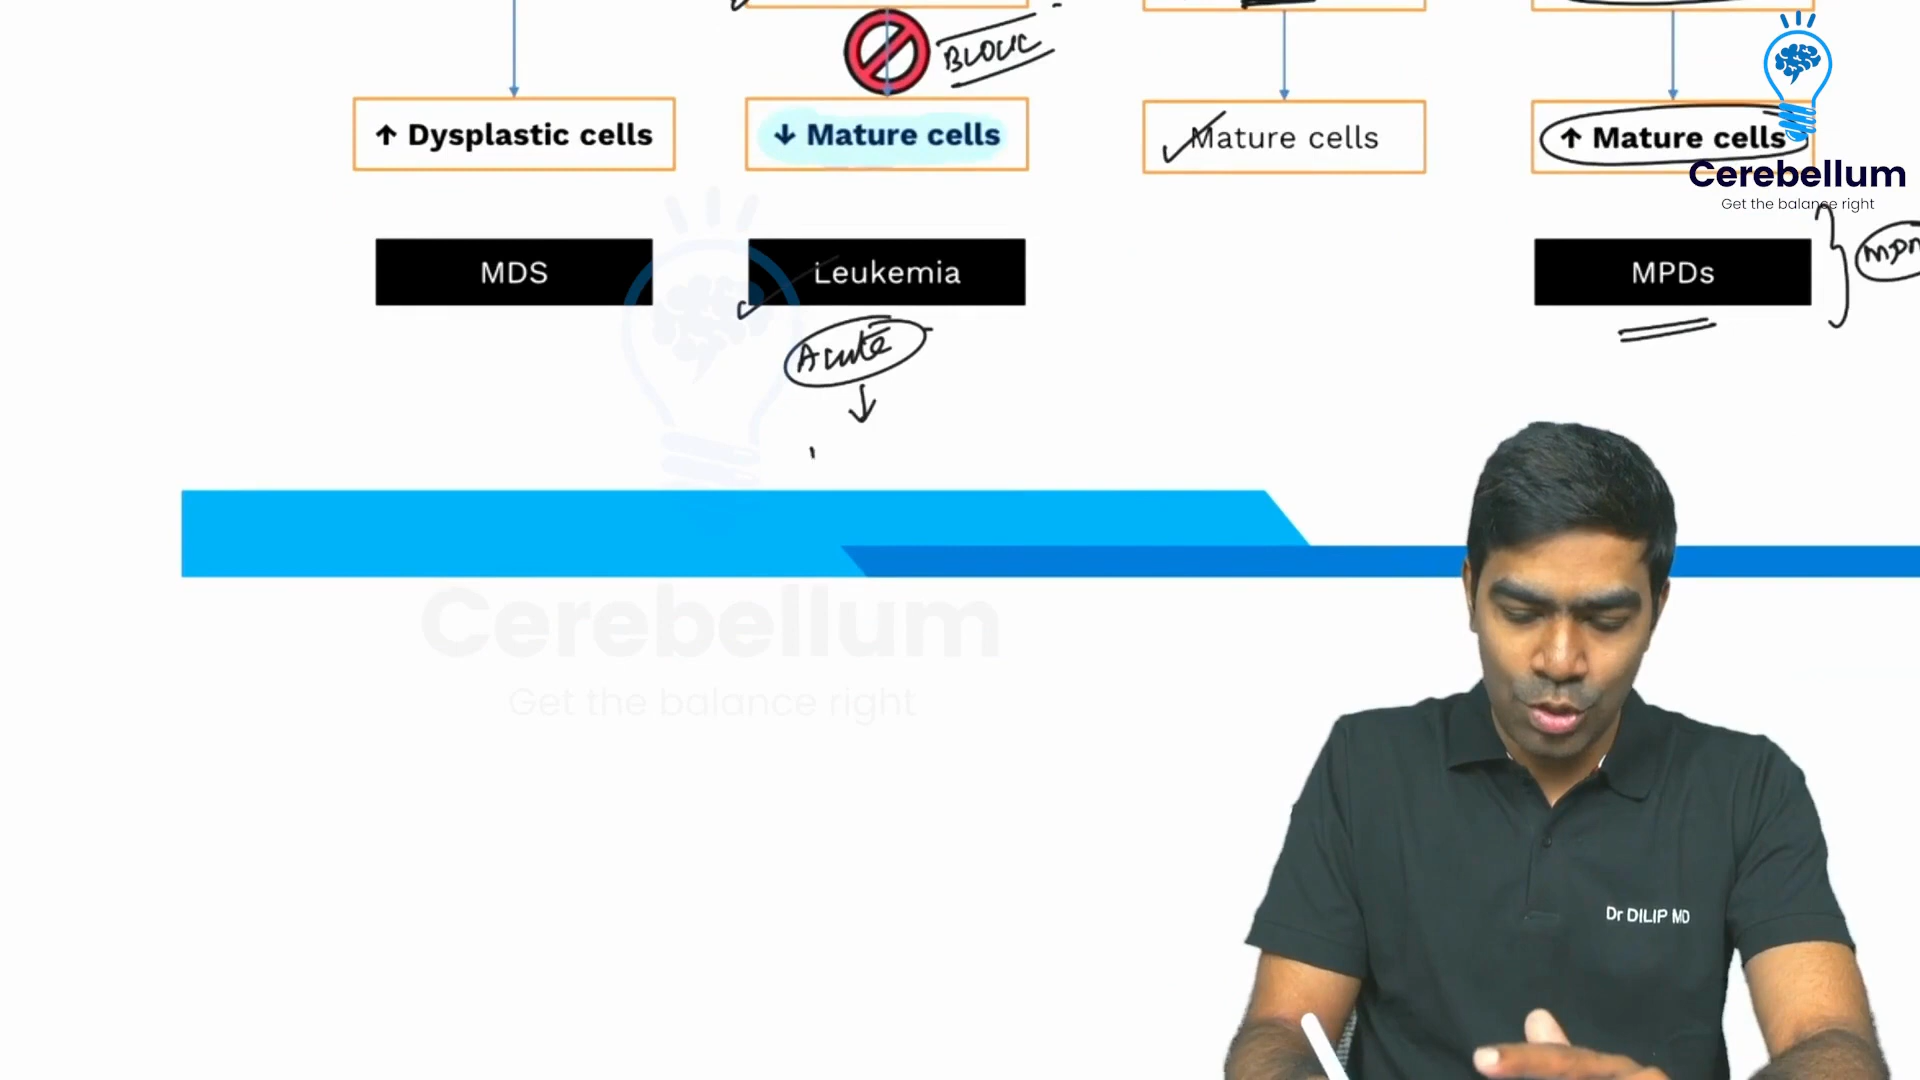 BLOCK
↑ Dysplastic cells
↓ Mature cells
Mature cells
↑ Mature cells
Cerebellum
Get the balance right
MDS
Leukemia
MPDs
Acute
↓
Cerebellum
Get the balance right
Dr DILIP MD